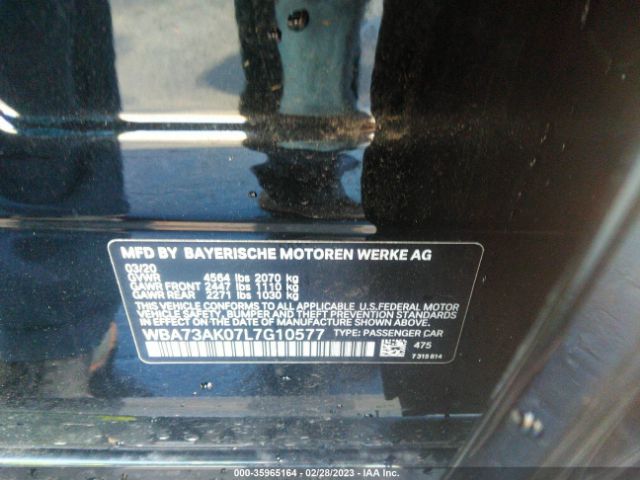 MFD BY BAYERISCHE MOTOREN WERKE AG
03/20
GVWR 4564 lbs 2070 kg
GAWR FRONT 2447 lbs 1110 kg
GAWR REAR 2271 lbs 1030 kg
THIS VEHICLE CONFORMS TO ALL APPLICABLE U.S.FEDERAL MOTOR
VEHICLE SAFETY, BUMPER AND THEFT PREVENTION STANDARDS
IN EFFECT ON THE DATE OF MANUFACTURE SHOWN ABOVE.
WBA73AK07L7G10577 TYPE: PASSENGER CAR
475
7 315 814
000-35965164 - 02/28/2023 - IAA Inc.